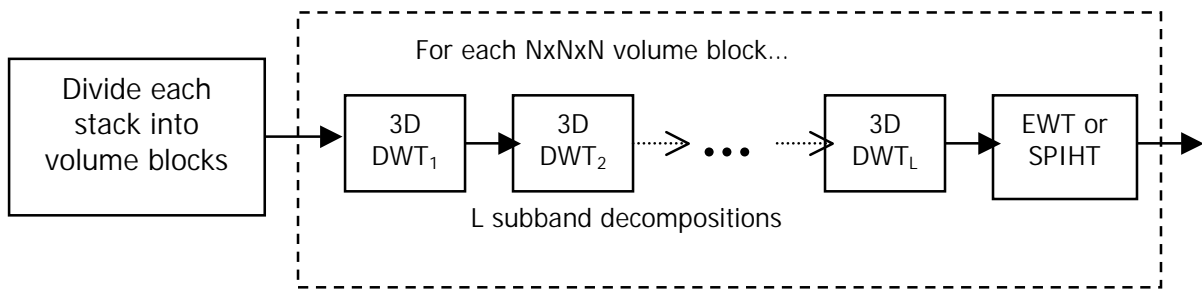 For each NxNxN volume block...
Divide each
stack into
volume blocks
3D
DWT₁
3D
DWT₂
...
3D
DWT_L
EWT or
SPIHT
L subband decompositions